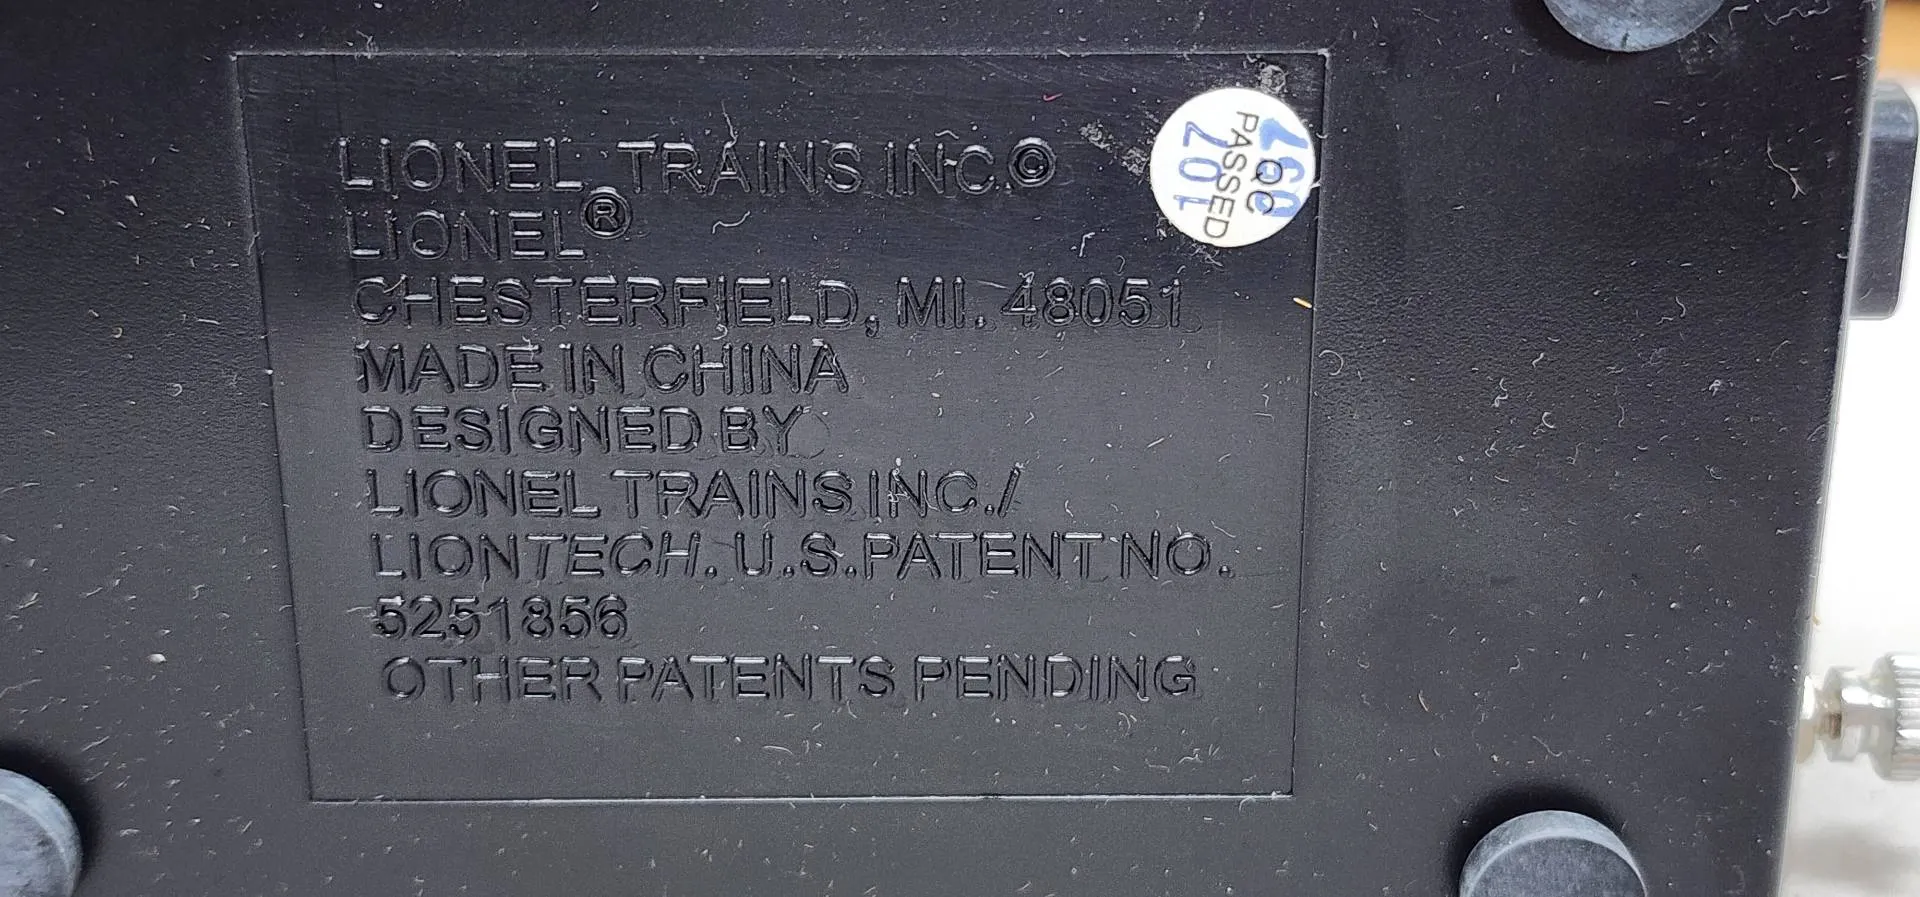 LIONEL TRAINS INC.©
LIONEL®
CHESTERFIELD, MI. 48051
MADE IN CHINA
DESIGNED BY
LIONEL TRAINS INC./
LIONTECH. U.S.PATENT NO.
5251856
OTHER PATENTS PENDING
QC
PASSED